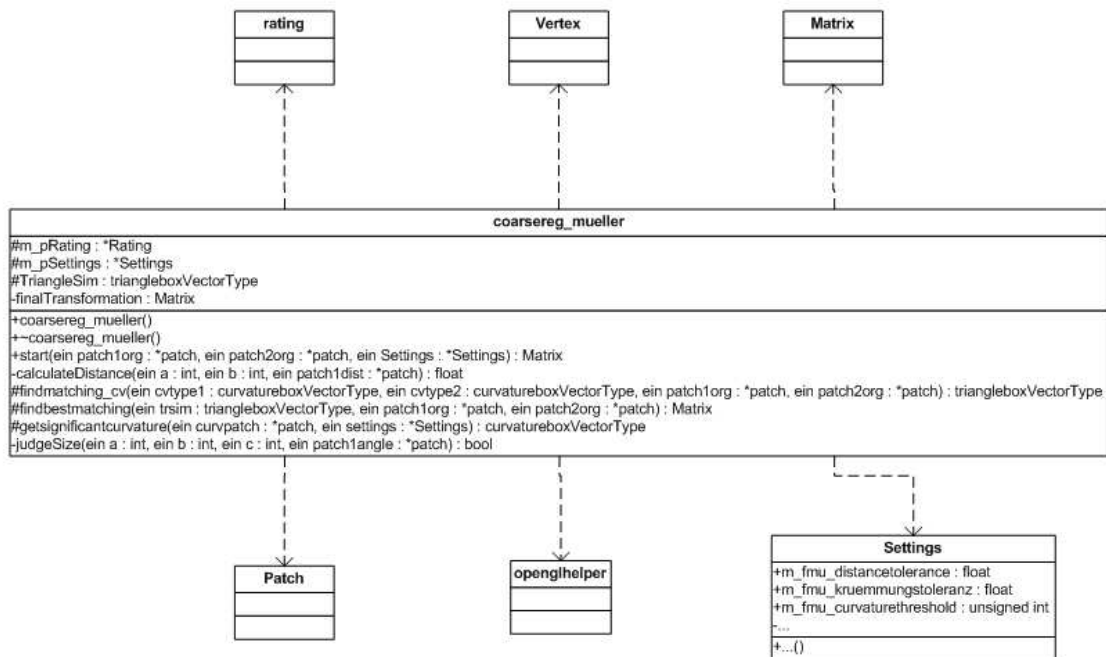 rating
Vertex
Matrix
coarsereg_mueller
#m_pRating : *Rating
#m_pSettings : *Settings
#TriangleSim : triangleboxVectorType
-finalTransformation : Matrix
+coarsereg_mueller()
+~coarsereg_mueller()
+start(ein patch1org : *patch, ein patch2org : *patch, ein Settings : *Settings) : Matrix
-calculateDistance(ein a : int, ein b : int, ein patch1dist : *patch) : float
#findmatching_cv(ein cvtype1 : curvatureboxVectorType, ein cvtype2 : curvatureboxVectorType, ein patch1org : *patch, ein patch2org : *patch) : triangleboxVectorType
#findbestmatching(ein trsim : triangleboxVectorType, ein patch1org : *patch, ein patch2org : *patch) : Matrix
#getsignificantcurvature(ein curvpatch : *patch, ein settings : *Settings) : curvatureboxVectorType
-judgeSize(ein a : int, ein b : int, ein c : int, ein patch1angle : *patch) : bool
Patch
openglhelper
Settings
+m_fmu_distancetolerance : float
+m_fmu_kruemmungstoleranz : float
+m_fmu_curvaturethreshold : unsigned int
-...
+...()